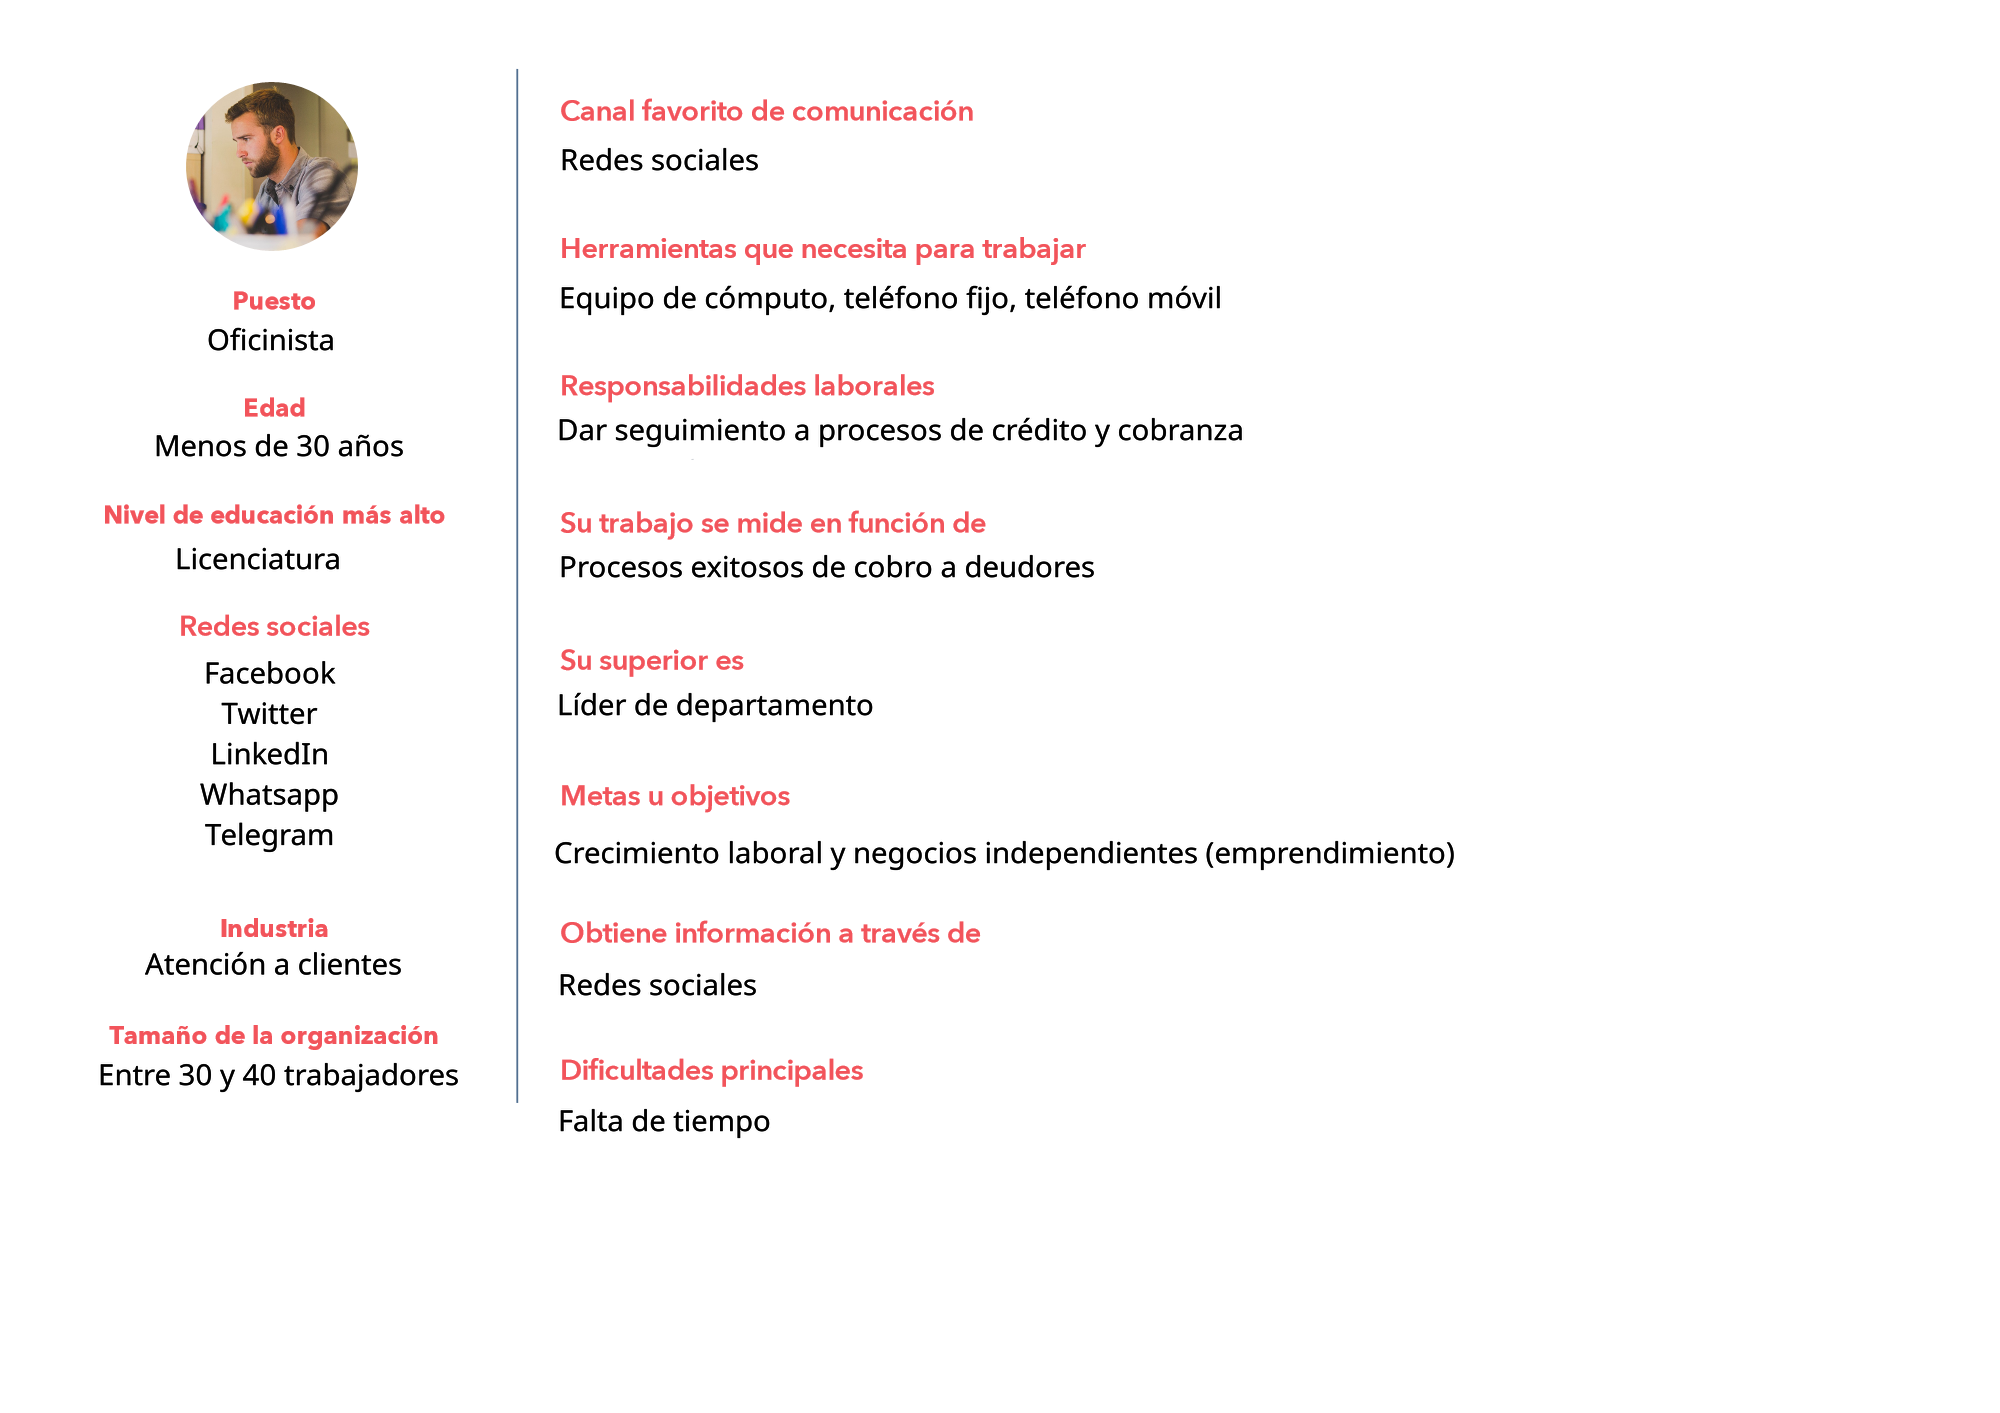 Puesto
Oficinista
Edad
Menos de 30 años
Nivel de educación más alto
Licenciatura
Redes sociales
Facebook
Twitter
LinkedIn
Whatsapp
Telegram
Industria
Atención a clientes
Tamaño de la organización
Entre 30 y 40 trabajadores
Canal favorito de comunicación
Redes sociales
Herramientas que necesita para trabajar
Equipo de cómputo, teléfono fijo, teléfono móvil
Responsabilidades laborales
Dar seguimiento a procesos de crédito y cobranza
Su trabajo se mide en función de
Procesos exitosos de cobro a deudores
Su superior es
Líder de departamento
Metas u objetivos
Crecimiento laboral y negocios independientes (emprendimiento)
Obtiene información a través de
Redes sociales
Dificultades principales
Falta de tiempo